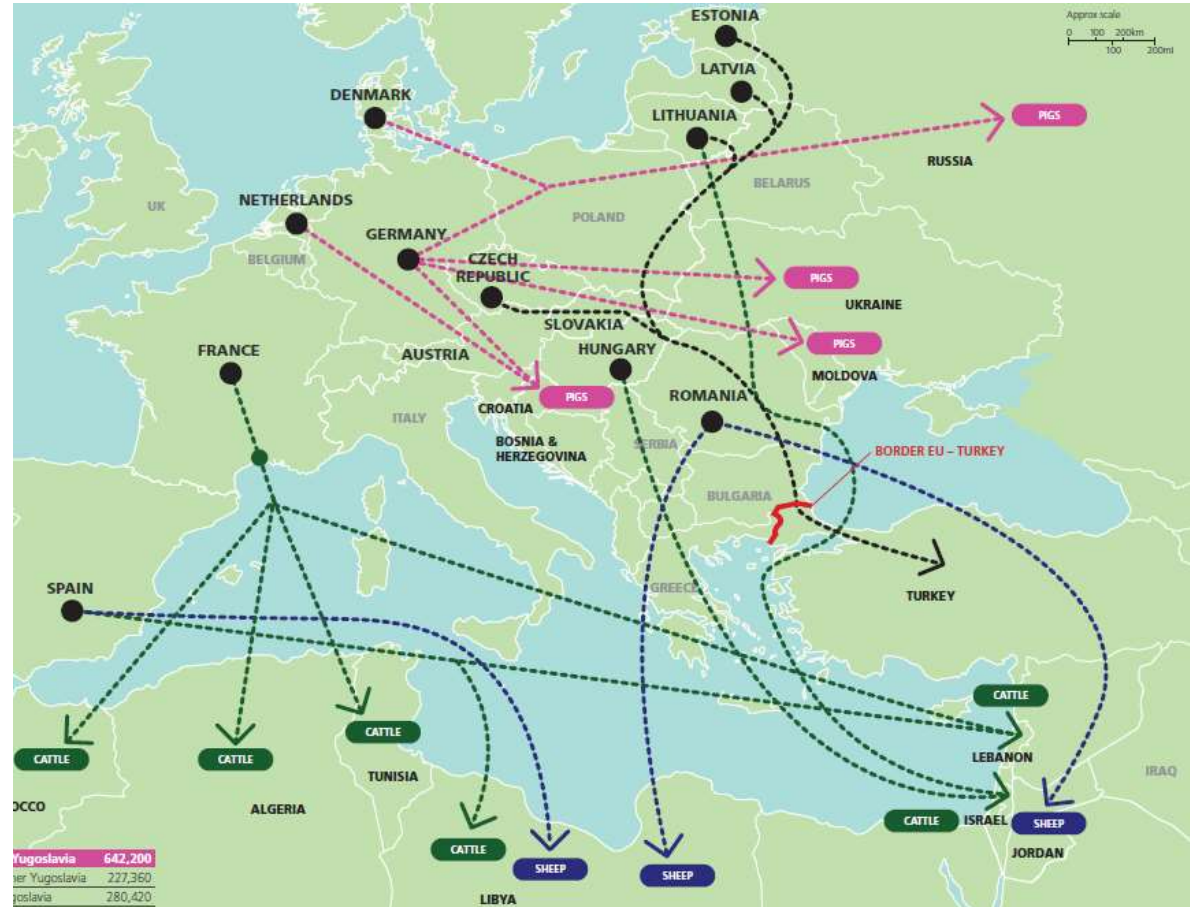 ESTONIA
Approx scale
0 100 200km
100 200ml
LATVIA
DENMARK
LITHUANIA
PIGS
RUSSIA
BELARUS
UK
NETHERLANDS
POLAND
GERMANY
BELGIUM
CZECH
REPUBLIC
PIGS
UKRAINE
SLOVAKIA
FRANCE
AUSTRIA
HUNGARY
PIGS
MOLDOVA
ROMANIA
PIGS
CROATIA
ITALY
BOSNIA &
HERZEGOVINA
SERBIA
BORDER EU – TURKEY
BULGARIA
SPAIN
GREECE
TURKEY
CATTLE
CATTLE
CATTLE
CATTLE
LEBANON
TUNISIA
IRAQ
OCCO
ALGERIA
CATTLE
ISRAEL
SHEEP
CATTLE
JORDAN
SHEEP
SHEEP
LIBYA
Yugoslavia 642,200
er Yugoslavia 227,360
goslavia 280,420